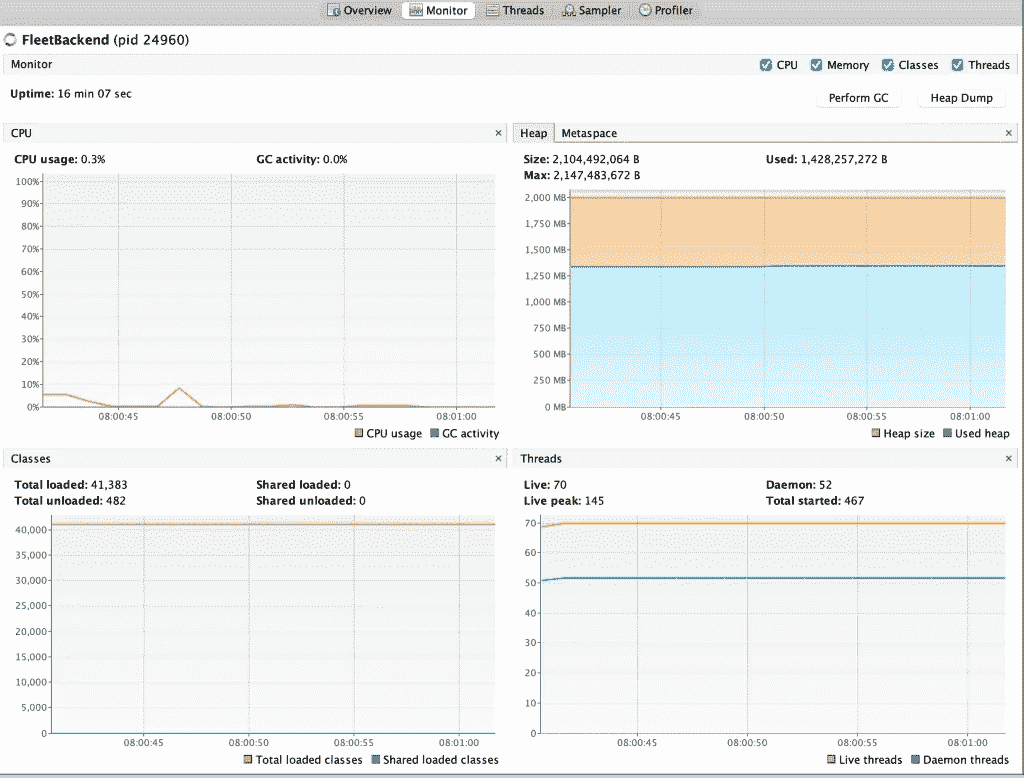 Overview Monitor Threads Sampler Profiler
FleetBackend (pid 24960)
Monitor CPU Memory Classes Threads
Uptime: 16 min 07 sec
Perform GC Heap Dump
CPU ×
CPU usage: 0.3% GC activity: 0.0%
100%
90%
80%
70%
60%
50%
40%
30%
20%
10%
0%
08:00:45 08:00:50 08:00:55 08:01:00
CPU usage GC activity
Heap Metaspace ×
Size: 2,104,492,064 B Used: 1,428,257,272 B
Max: 2,147,483,672 B
2,000 MB
1,750 MB
1,500 MB
1,250 MB
1,000 MB
750 MB
500 MB
250 MB
0 MB
08:00:45 08:00:50 08:00:55 08:01:00
Heap size Used heap
Classes ×
Total loaded: 41,383 Shared loaded: 0
Total unloaded: 482 Shared unloaded: 0
40,000
35,000
30,000
25,000
20,000
15,000
10,000
5,000
0
08:00:45 08:00:50 08:00:55 08:01:00
Total loaded classes Shared loaded classes
Threads ×
Live: 70 Daemon: 52
Live peak: 145 Total started: 467
70
60
50
40
30
20
10
0
08:00:45 08:00:50 08:00:55 08:01:00
Live threads Daemon threads